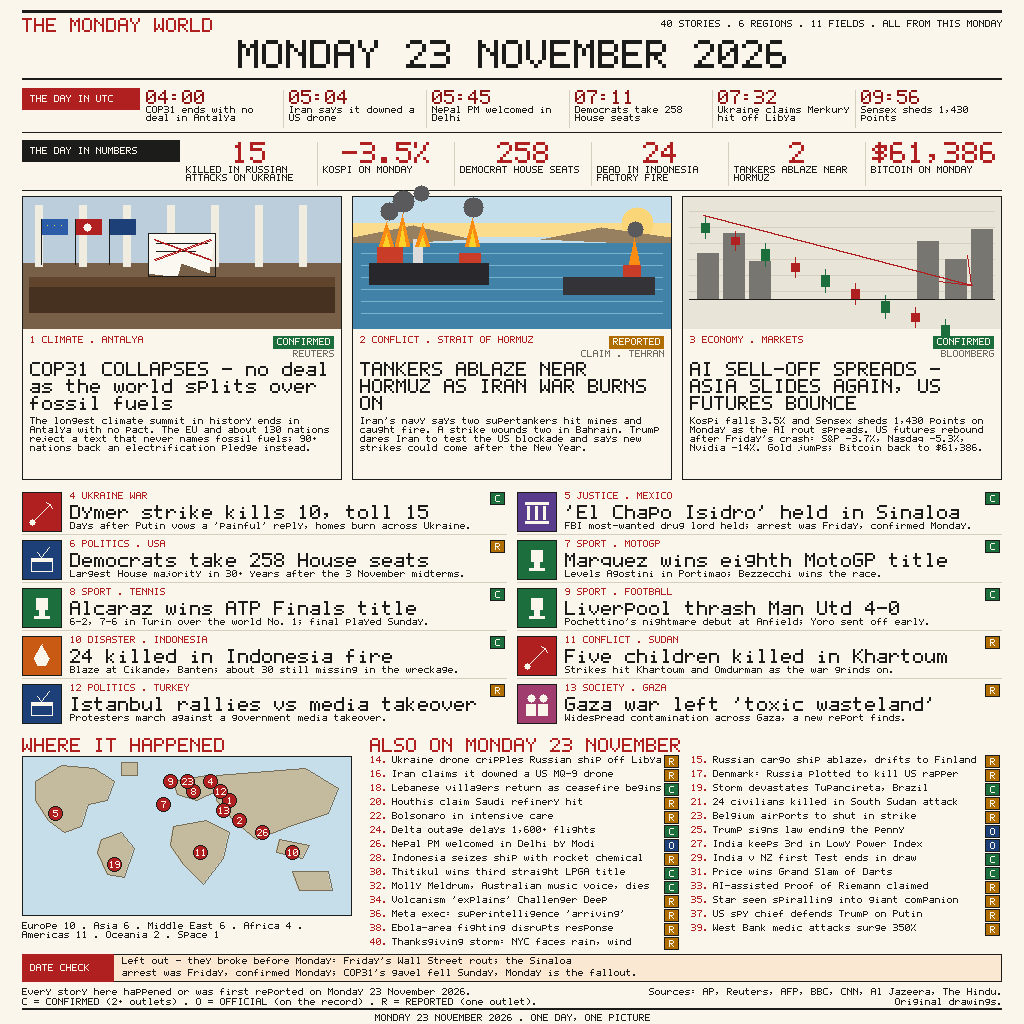 THE MONDAY WORLD
40 STORIES . 6 REGIONS . 11 FIELDS . ALL FROM THIS MONDAY
MONDAY 23 NOVEMBER 2026
THE DAY IN UTC
04:00
COP31 ends with no
deal in Antalya
05:04
Iran says it downed a
US drone
05:45
Nepal PM welcomed in
Delhi
07:11
Democrats take 258
House seats
07:32
Ukraine claims Merkury
hit off Libya
09:56
Sensex sheds 1,430
Points
THE DAY IN NUMBERS
15
KILLED IN RUSSIAN
ATTACKS ON UKRAINE
-3.5%
KOSPI ON MONDAY
258
DEMOCRAT HOUSE SEATS
24
DEAD IN INDONESIA
FACTORY FIRE
2
TANKERS ABLAZE NEAR
HORMUZ
$61,386
BITCOIN ON MONDAY
1 CLIMATE . ANTALYA
CONFIRMED
REUTERS
COP31 COLLAPSES - no deal
as the world splits over
fossil fuels
The longest climate summit in history ends in
Antalya with no Pact. The EU and about 130 nations
reject a text that never names fossil fuels; 90+
nations back an electrification Pledge instead.
2 CONFLICT . STRAIT OF HORMUZ
REPORTED
CLAIM . TEHRAN
TANKERS ABLAZE NEAR
HORMUZ AS IRAN WAR BURNS
ON
Iran's navy says two supertankers hit mines and
caught fire. A strike wounds two in Bahrain. Trump
dares Iran to test the US blockade and says new
strikes could come after the New Year.
3 ECONOMY . MARKETS
CONFIRMED
BLOOMBERG
AI SELL-OFF SPREADS -
ASIA SLIDES AGAIN, US
FUTURES BOUNCE
Kospi falls 3.5% and Sensex sheds 1,430 Points on
Monday as the AI rout spreads. US futures rebound
after Friday's crash: S&P -3.7%, Nasdaq -5.3%,
Nvidia -14%. Gold jumps; Bitcoin back to $61,386.
4 UKRAINE WAR
C
Dymer strike kills 10, toll 15
Days after Putin vows a 'Painful' reply, homes burn across Ukraine.
5 JUSTICE . MEXICO
C
'El Chapo Isidro' held in Sinaloa
FBI most-wanted drug lord held; arrest was Friday, confirmed Monday.
6 POLITICS . USA
R
Democrats take 258 House seats
Largest House majority in 30+ years after the 3 November midterms.
7 SPORT . MOTOGP
C
Marquez wins eighth MotoGP title
Levels Agostini in Portimao; Bezzecchi wins the race.
8 SPORT . TENNIS
C
Alcaraz wins ATP Finals title
6-2, 7-6 in Turin over the world No. 1; final Played Sunday.
9 SPORT . FOOTBALL
C
Liverpool thrash Man Utd 4-0
Pochettino's nightmare debut at Anfield; Yoro sent off early.
10 DISASTER . INDONESIA
C
24 killed in Indonesia fire
Blaze at Cikande, Banten; about 30 still missing in the wreckage.
11 CONFLICT . SUDAN
R
Five children killed in Khartoum
Strikes hit Khartoum and Omdurman as the war grinds on.
12 POLITICS . TURKEY
R
Istanbul rallies vs media takeover
Protesters march against a government media takeover.
13 SOCIETY . GAZA
R
Gaza war left 'toxic wasteland'
Widespread contamination across Gaza, a new report finds.
WHERE IT HAPPENED
5
9
23
8
4
12
7
1
13
2
26
11
10
19
Europe 10 . Asia 6 . Middle East 6 . Africa 4 .
Americas 11 . Oceania 2 . Space 1
ALSO ON MONDAY 23 NOVEMBER
14. Ukraine drone cripples Russian ship off Libya R
15. Russian cargo ship ablaze, drifts to Finland R
16. Iran claims it downed a US MQ-9 drone R
17. Denmark: Russia plotted to kill US rapper R
18. Lebanese villagers return as ceasefire begins C
19. Storm devastates Tupancireta, Brazil C
20. Houthis claim Saudi refinery hit R
21. 24 civilians killed in South Sudan attack R
22. Bolsonaro in intensive care R
23. Belgium airports to shut in strike R
24. Delta outage delays 1,600+ flights C
25. Trump signs law ending the Penny O
26. Nepal PM welcomed in Delhi by Modi O
27. India keeps 3rd in Lowy Power Index O
28. Indonesia seizes ship with rocket chemical R
29. India v NZ first Test ends in draw C
30. Thitikul wins third straight LPGA title C
31. Price wins Grand Slam of Darts C
32. Molly Meldrum, Australian music voice, dies C
33. AI-assisted Proof of Riemann claimed R
34. Volcanism 'explains' Challenger Deep R
35. Star seen spiralling into giant companion R
36. Meta exec: superintelligence 'arriving' R
37. US spy chief defends Trump on Putin R
38. Ebola-area fighting disrupts response R
39. West Bank medic attacks surge 350% R
40. Thanksgiving storm: NYC faces rain, wind R
DATE CHECK
Left out - they broke before Monday: Friday's Wall Street rout; the Sinaloa
arrest was Friday, confirmed Monday; COP31's gavel fell Sunday, Monday is the fallout.
Every story here happened or was first reported on Monday 23 November 2026.
C = CONFIRMED (2+ outlets) . O = OFFICIAL (on the record) . R = REPORTED (one outlet).
Sources: AP, Reuters, AFP, BBC, CNN, Al Jazeera, The Hindu.
Original drawings.
MONDAY 23 NOVEMBER 2026 . ONE DAY, ONE PICTURE